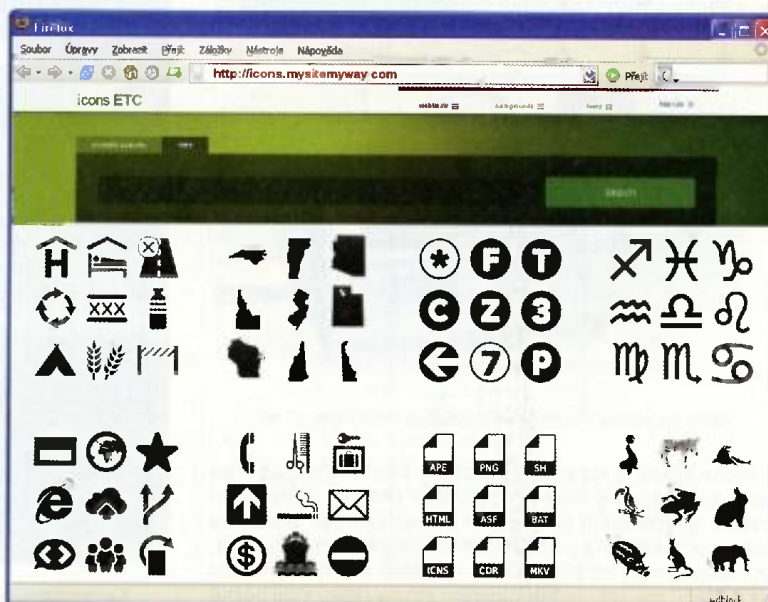 Firefox
Soubor Úpravy Zobrazit Přejít Záložky Nástroje Nápověda
http://icons.mysitemyway.com Přejít
icons ETC
Search
H
XXX
* F T
C Z 3
7 P
APE PNG SH
HTML ASF BAT
$
ICNS CDR MKV
adblock